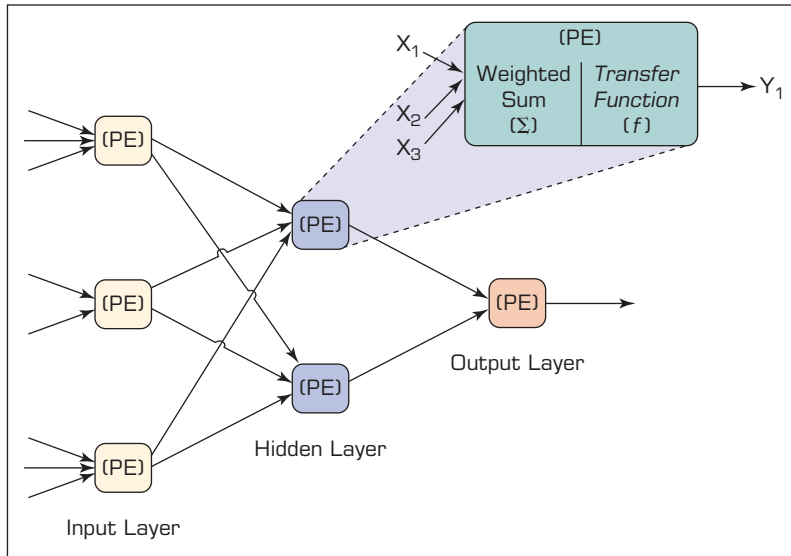 (PE)
X1
Weighted
Sum
(Σ)
Transfer
Function
(f)
Y1
X2
X3
(PE)
(PE)
(PE)
(PE)
(PE)
(PE)
Output Layer
Hidden Layer
Input Layer